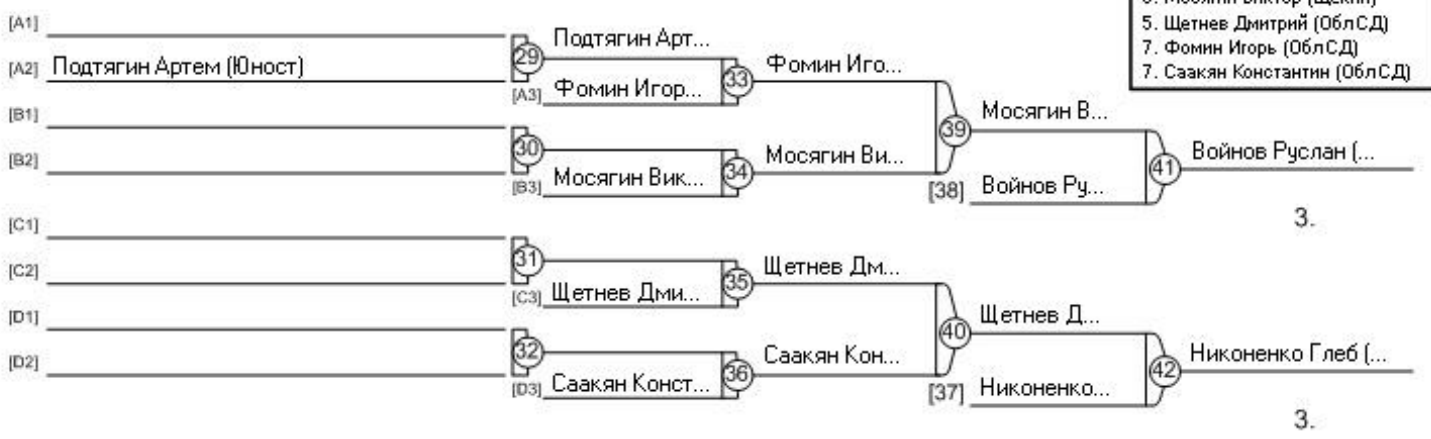 5. Щетнев Дмитрий (ОблСД)
7. Фомин Игорь (ОблСД)
7. Саакян Константин (ОблСД)
[A1]
[A2] Подтягин Артем (Юност)
29
Подтягин Арт...
[A3] Фомин Игор...
33
Фомин Иго...
[B1]
[B2]
30
[B3] Мосягин Вик...
34
Мосягин Ви...
39
Мосягин В...
[38] Войнов Ру...
41
Войнов Руслан (...
3.
[C1]
[C2]
31
[C3] Щетнев Дми...
35
Щетнев Дм...
[D1]
[D2]
32
[D3] Саакян Конст...
36
Саакян Кон...
40
Щетнев Д...
[37] Никоненко...
42
Никоненко Глеб (...
3.